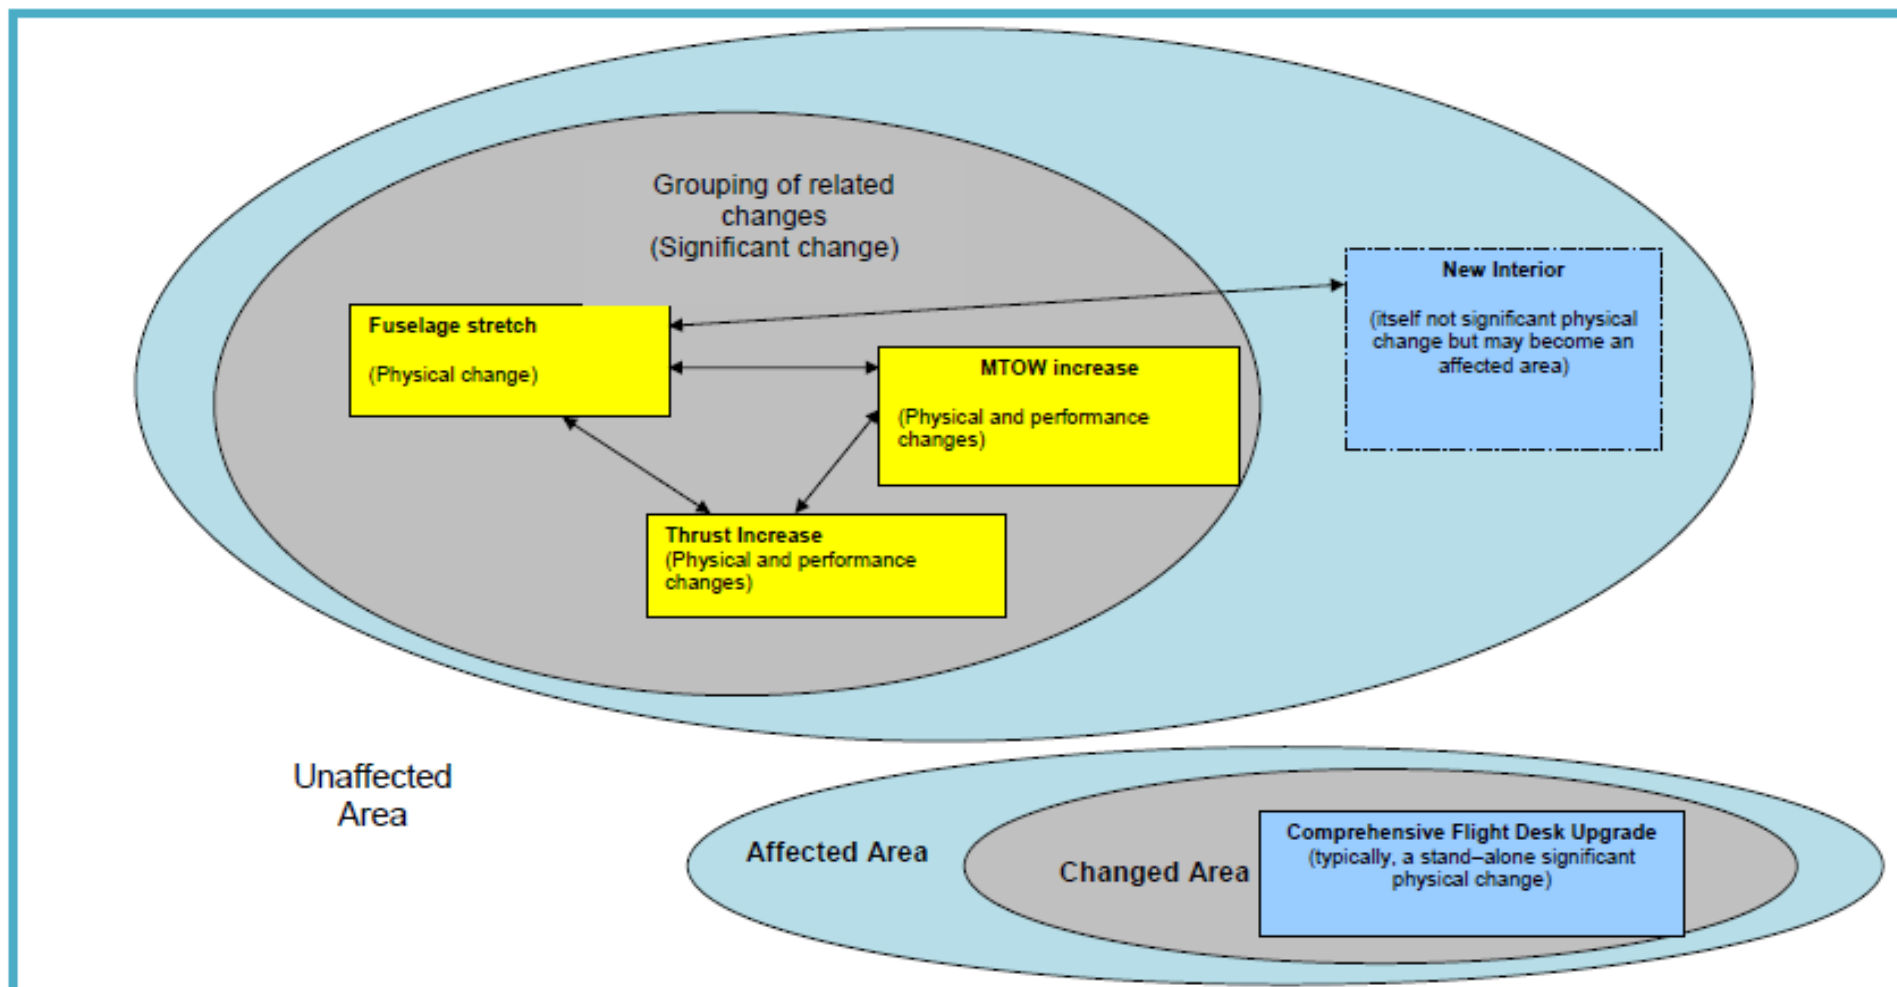 Grouping of related
changes
(Significant change)
Fuselage stretch
(Physical change)
MTOW increase
(Physical and performance
changes)
Thrust Increase
(Physical and performance
changes)
New Interior
(itself not significant physical
change but may become an
affected area)
Unaffected
Area
Affected Area
Changed Area
Comprehensive Flight Desk Upgrade
(typically, a stand–alone significant
physical change)